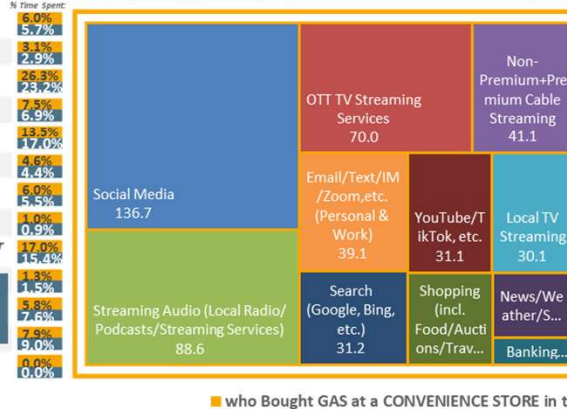 % Time Spent:
6.0%
5.7%
3.1%
2.9%
26.3%
23.2%
7.5%
6.9%
13.5%
17.0%
4.6%
4.4%
6.0%
5.5%
1.0%
0.9%
17.0%
15.4%
1.3%
1.5%
5.8%
7.6%
7.9%
9.0%
0.0%
0.0%
Social Media
136.7
Streaming Audio (Local Radio/
Podcasts/Streaming Services)
88.6
OTT TV Streaming
Services
70.0
Non-
Premium+Pre
mium Cable
Streaming
41.1
Email/Text/IM
/Zoom,etc.
(Personal &
Work)
39.1
YouTube/T
ikTok, etc.
31.1
Local TV
Streaming
30.1
Search
(Google, Bing,
etc.)
31.2
Shopping
(incl.
Food/Aucti
ons/Trav...
News/We
ather/S...
Banking...
who Bought GAS at a CONVENIENCE STORE in t